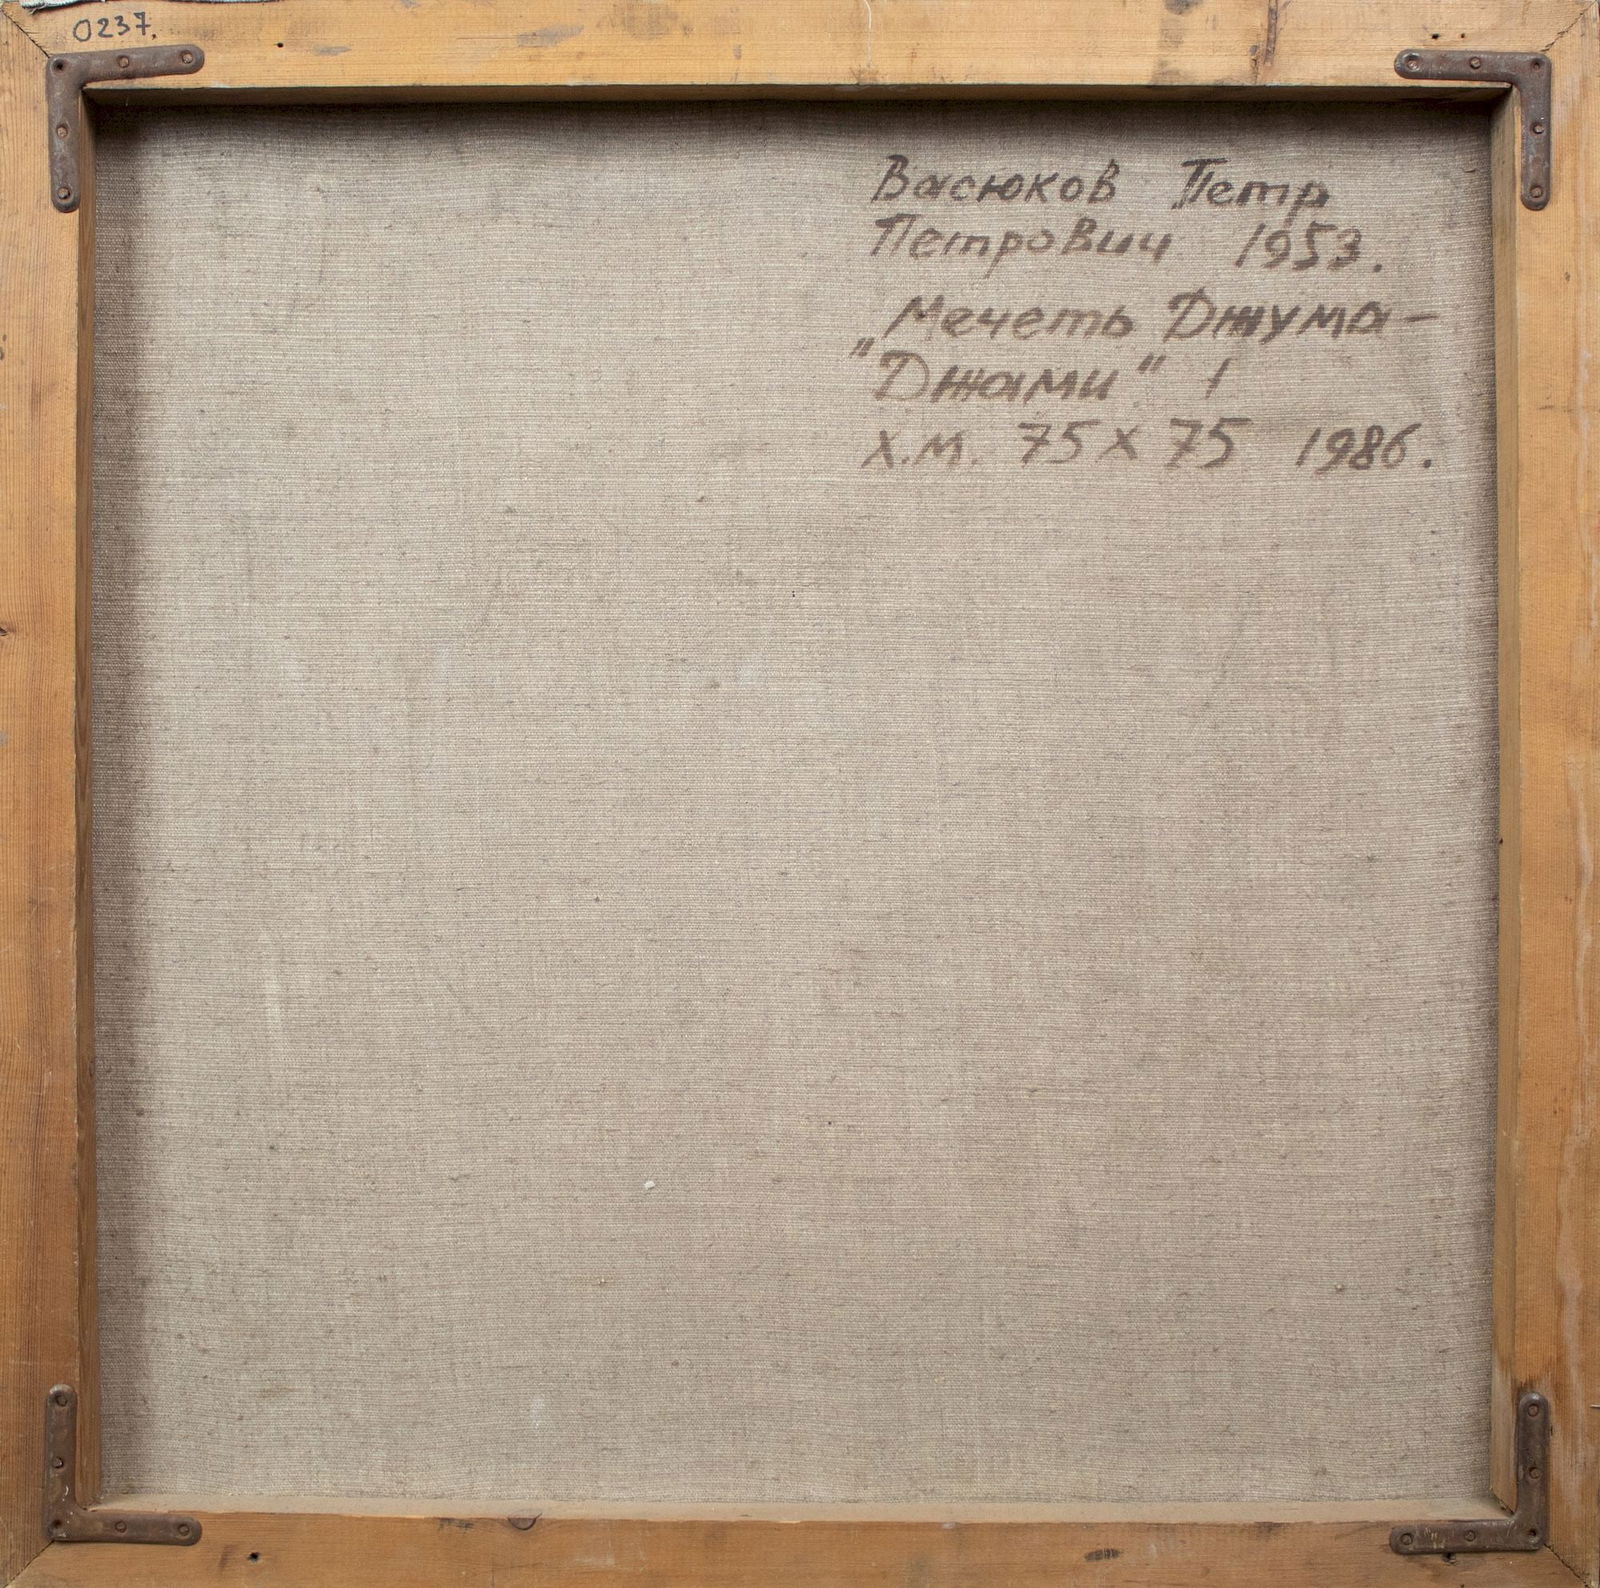 0237.
Васюков Петр
Петрович 1953.
Мечеть Джума-
"Джами" 1
х.м. 75 х 75 1986.